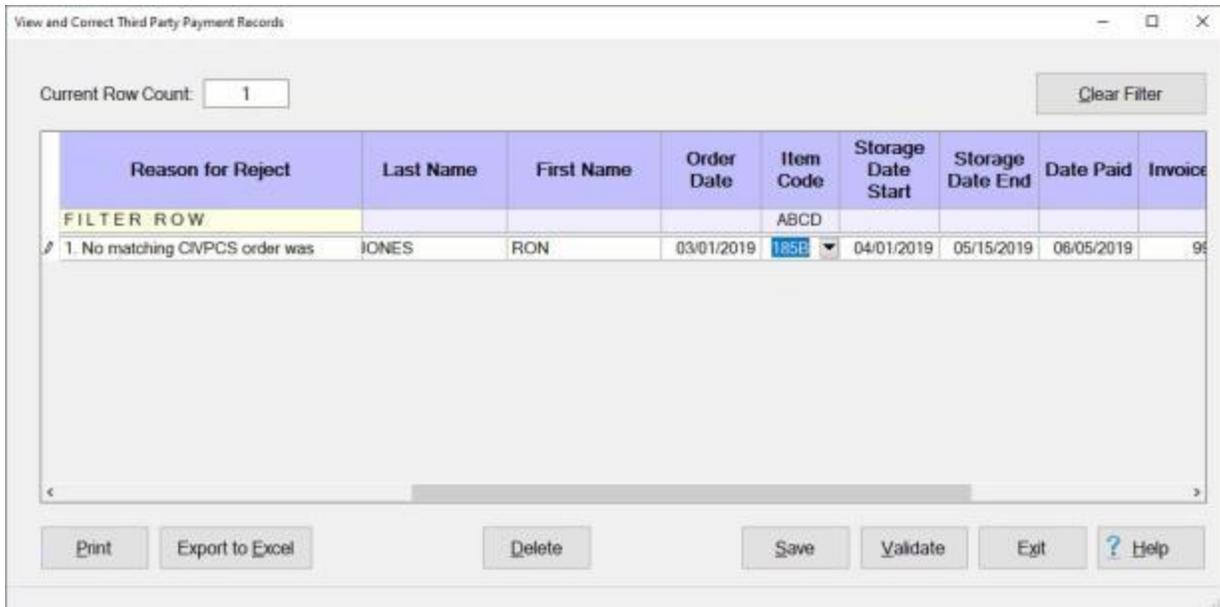 View and Correct Third Party Payment Records
Current Row Count: 1
Clear Filter
Reason for Reject Last Name First Name Order Date Item Code Storage Date Start Storage Date End Date Paid Invoice
FILTER ROW ABCD
1. No matching CIVPCS order was JONES RON 03/01/2019 185B 04/01/2019 05/15/2019 06/05/2019 99
Print Export to Excel Delete Save Validate Exit ? Help